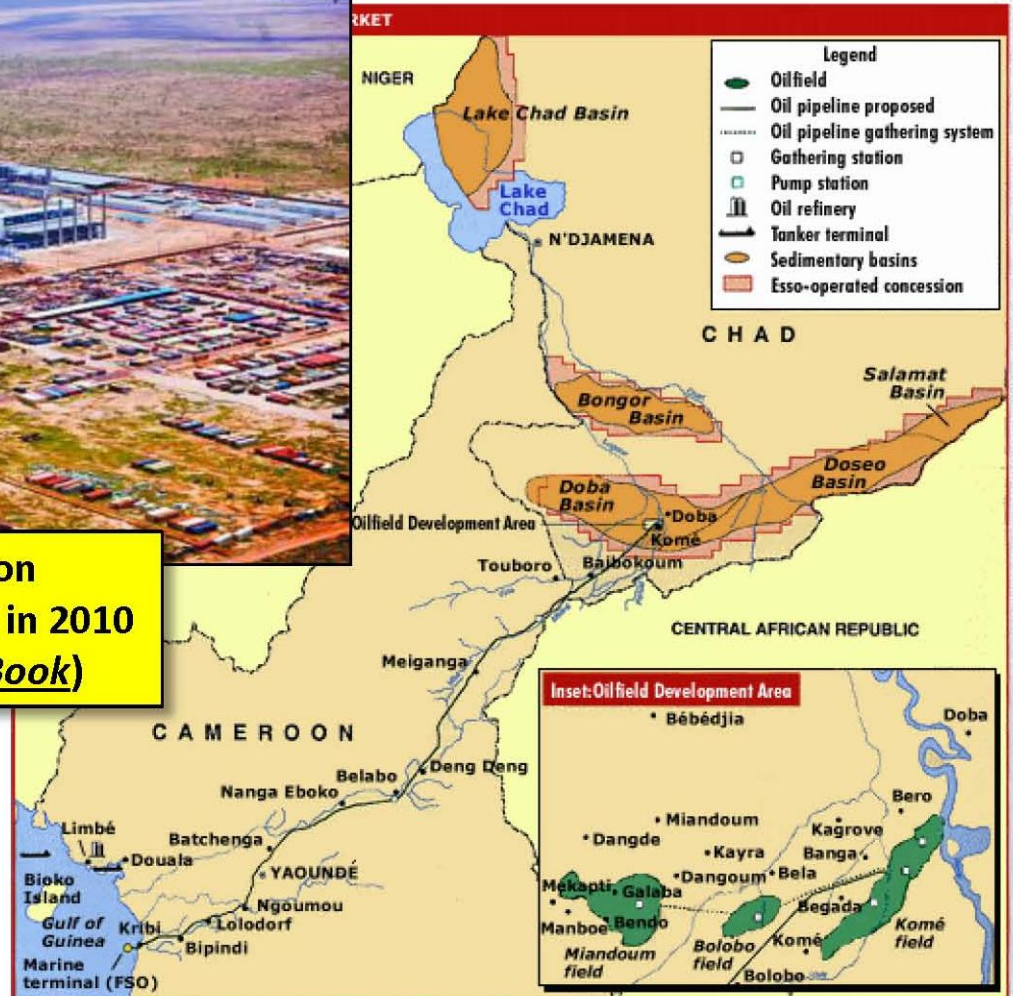 RKET
NIGER
Lake Chad Basin
Lake
Chad
N'DJAMENA
Legend
Oilfield
Oil pipeline proposed
Oil pipeline gathering system
Gathering station
Pump station
Oil refinery
Tanker terminal
Sedimentary basins
Esso-operated concession
CHAD
Salamat
Basin
Bongor
Basin
Doseo
Basin
Doba
Basin
Oilfield Development Area
Doba
Komé
Touboro
Baibokoum
on
in 2010
Book)
CENTRAL AFRICAN REPUBLIC
Meiganga
CAMEROON
Deng Deng
Belabo
Nanga Eboko
Batchenga
Limbé
Douala
YAOUNDÉ
Bioko
Island
Ngoumou
Gulf of
Guinea
Kribi
Lolodorf
Bipindi
Marine
terminal (FSO)
Inset:Oilfield Development Area
Bébédjia
Doba
Bero
Miandoum
Kagrove
Dangde
Kayra
Banga
Dangoum
Bela
Mekapti
Galaba
Begada
Manboe
Bendo
Komé
field
Miandoum
field
Bolobo
field
Komé
Bolobo